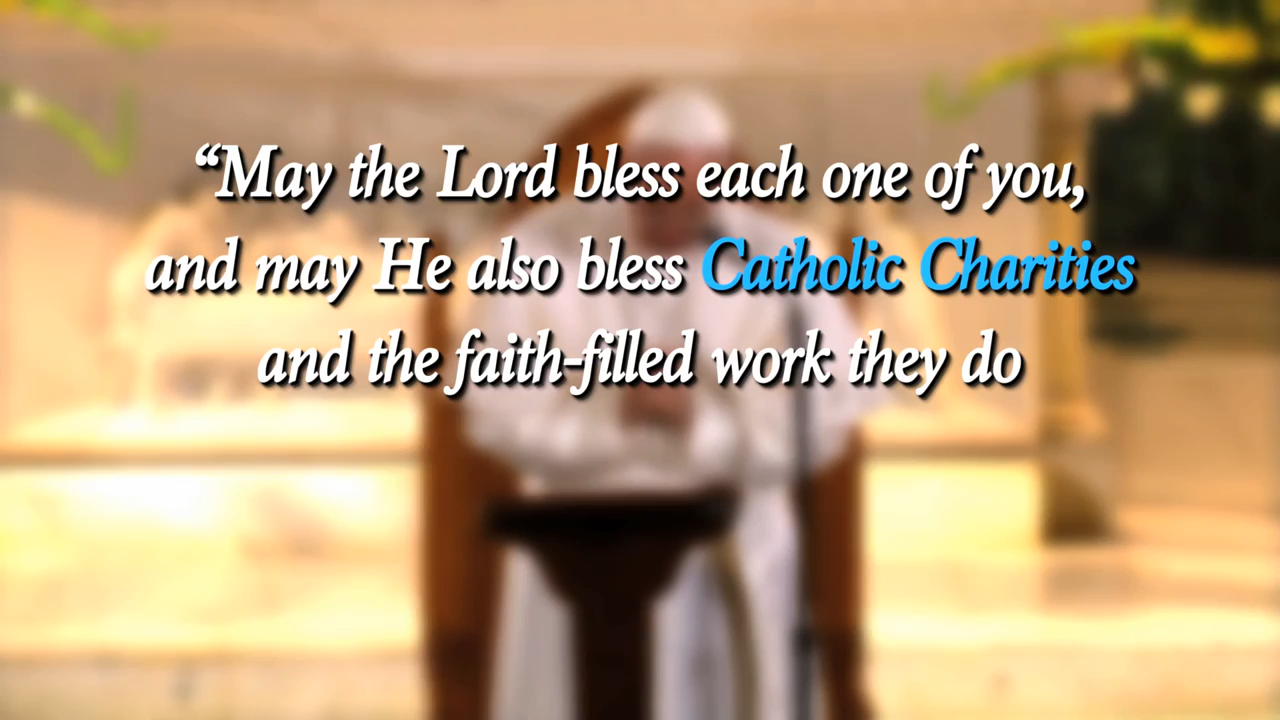 “May the Lord bless each one of you,
and may He also bless Catholic Charities
and the faith-filled work they do